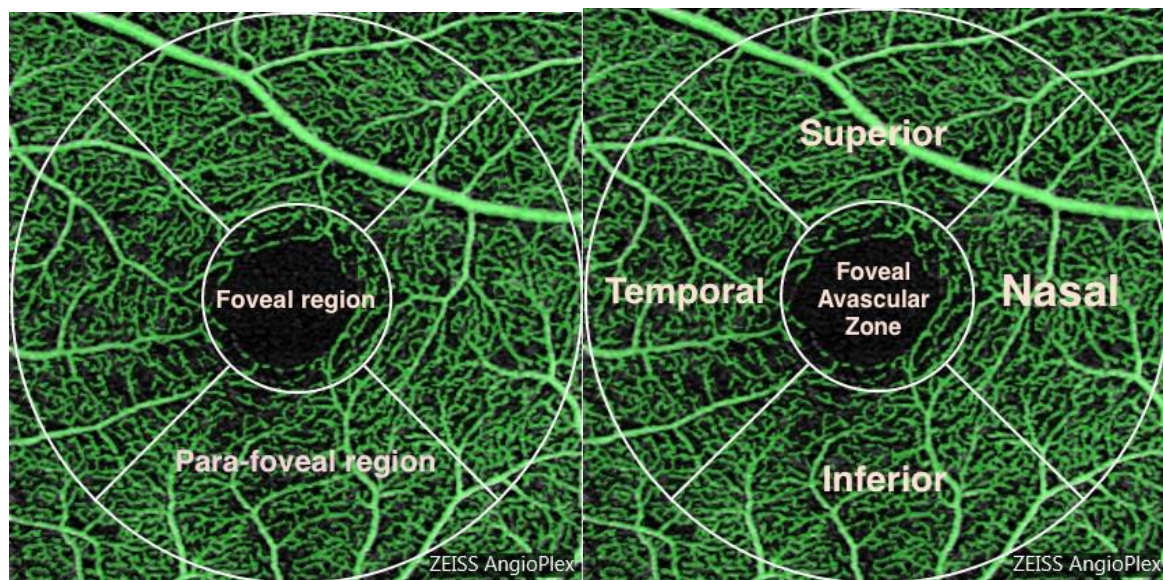 Foveal region
Para-foveal region
ZEISS AngioPlex
Superior
Temporal
Foveal
Avascular
Zone
Nasal
Inferior
ZEISS AngioPlex